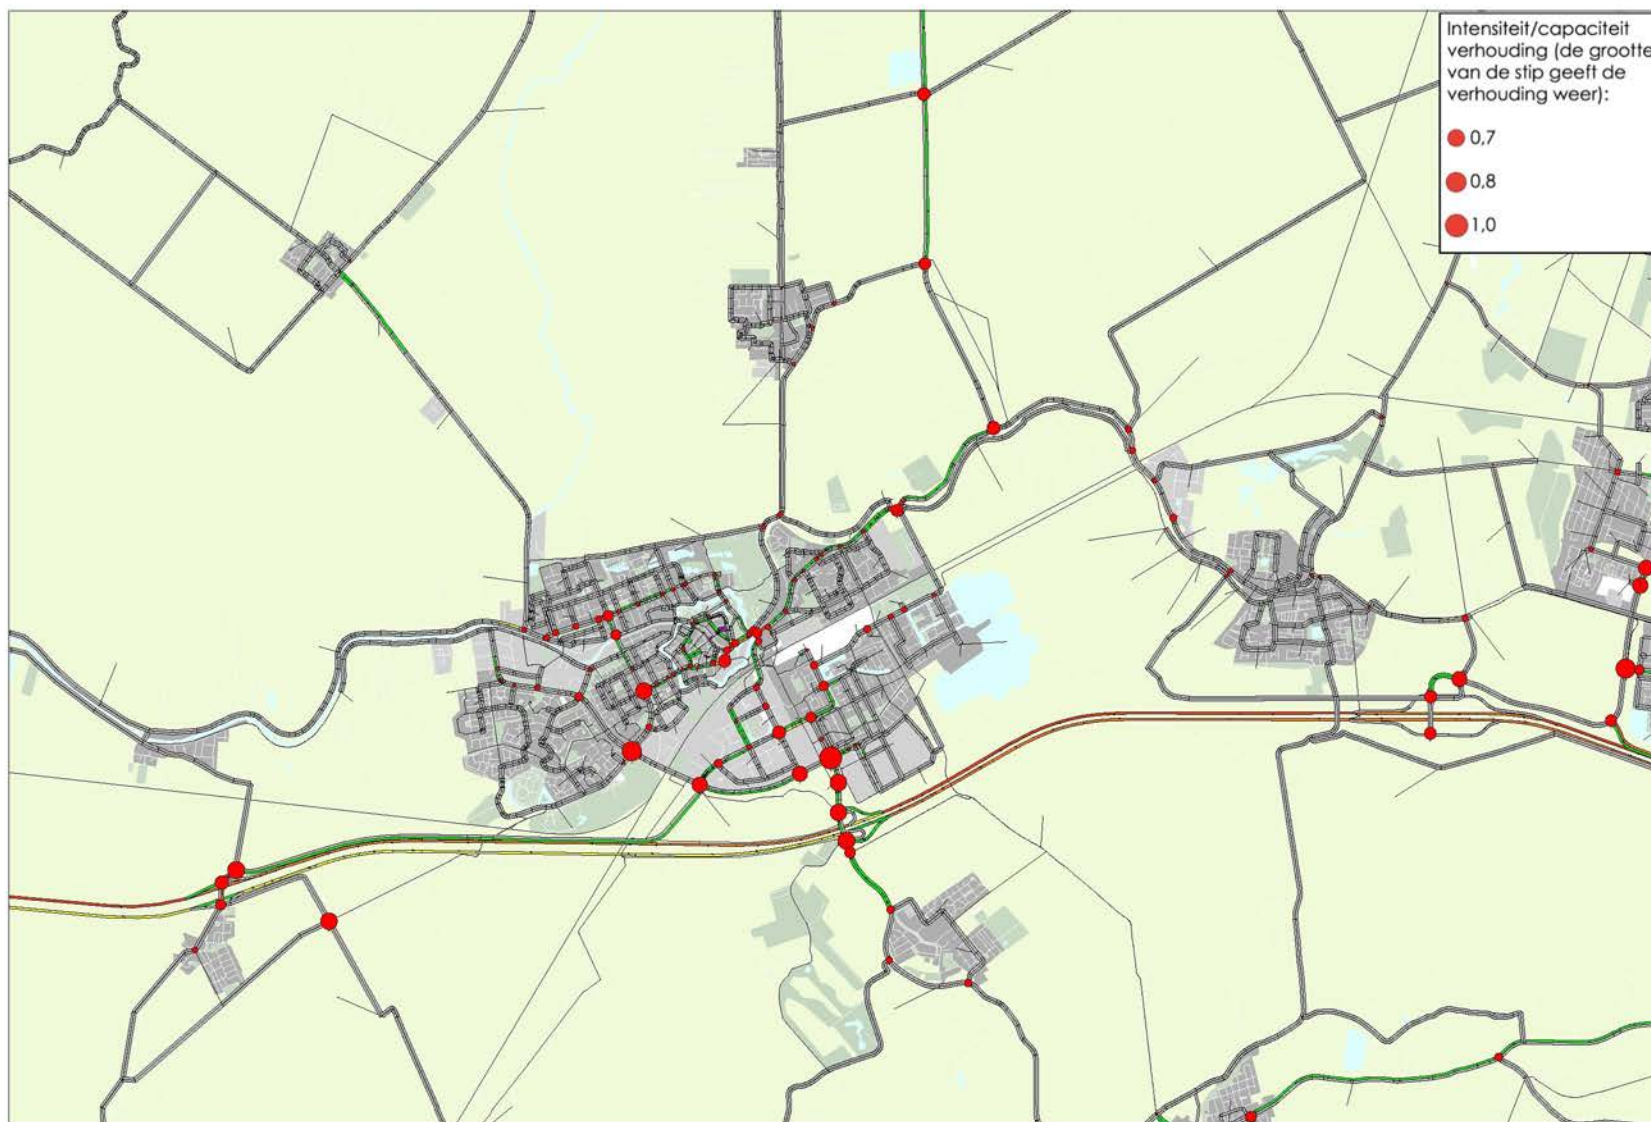 Intensiteit/capaciteit
verhouding (de grootte
van de stip geeft de
verhouding weer):
0,7
0,8
1,0